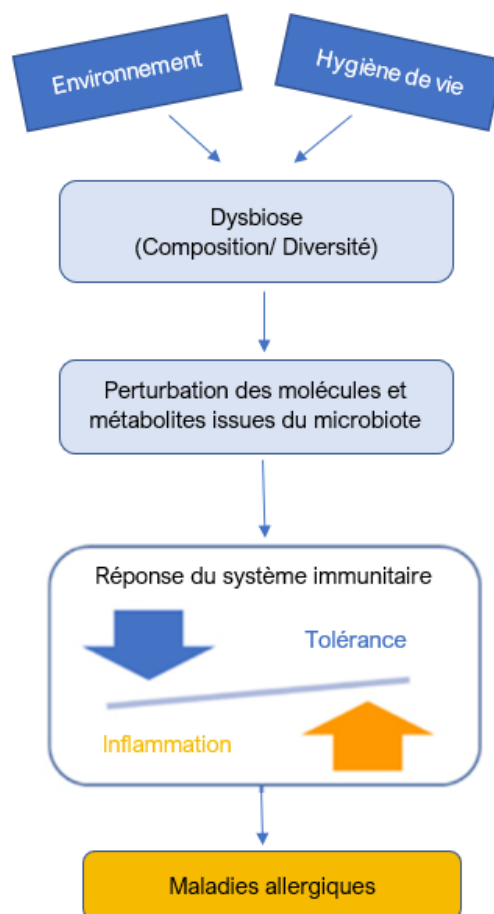 Environnement
Hygiène de vie
Dysbiose
(Composition/ Diversité)
Perturbation des molécules et
métabolites issues du microbiote
Réponse du système immunitaire
Tolérance
Inflammation
Maladies allergiques